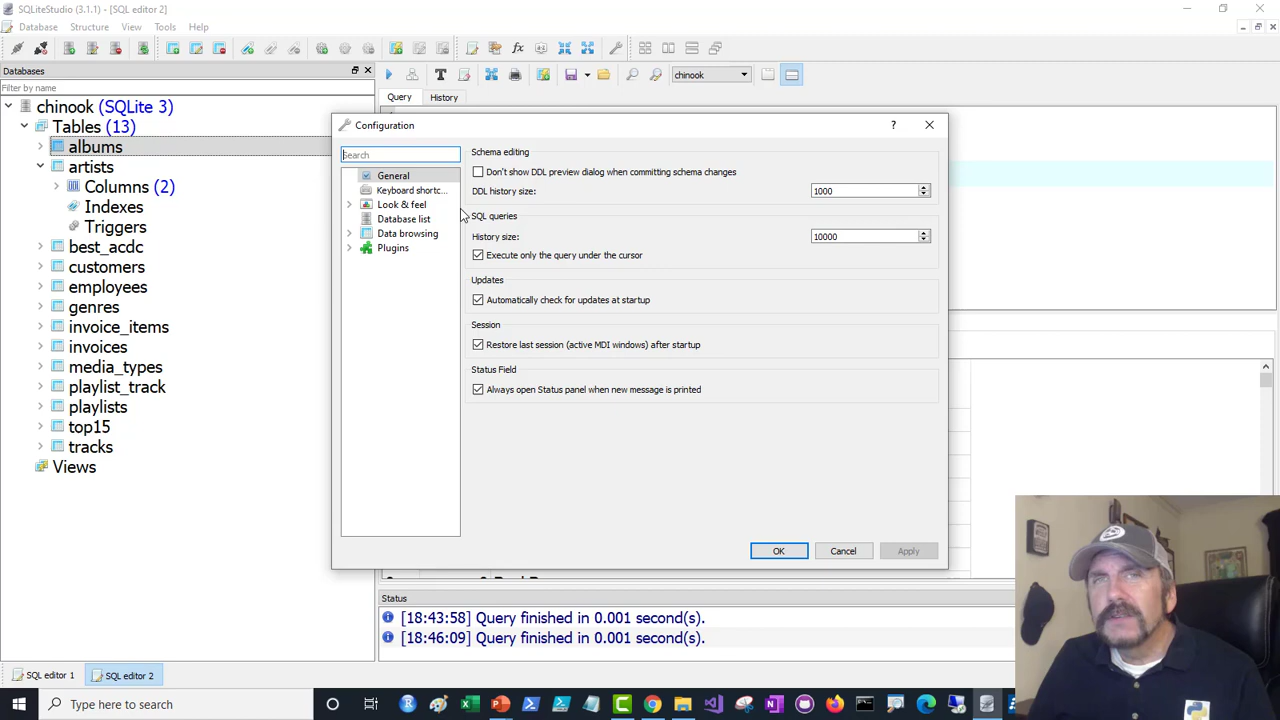 SQLiteStudio (3.1.1) - [SQL editor 2]
Database Structure View Tools Help
Databases
Filter by name
chinook (SQLite 3)
Tables (13)
albums
artists
Columns (2)
Indexes
Triggers
best_acdc
customers
employees
genres
invoice_items
invoices
media_types
playlist_track
playlists
top15
tracks
Views
chinook
Query History
Configuration
Search
General
Keyboard shortc...
Look & feel
Database list
Data browsing
Plugins
Schema editing
Don't show DDL preview dialog when committing schema changes
DDL history size: 1000
SQL queries
History size: 10000
Execute only the query under the cursor
Updates
Automatically check for updates at startup
Session
Restore last session (active MDI windows) after startup
Status Field
Always open Status panel when new message is printed
OK Cancel Apply
Status
[18:43:58] Query finished in 0.001 second(s).
[18:46:09] Query finished in 0.001 second(s).
SQL editor 1 SQL editor 2
Type here to search